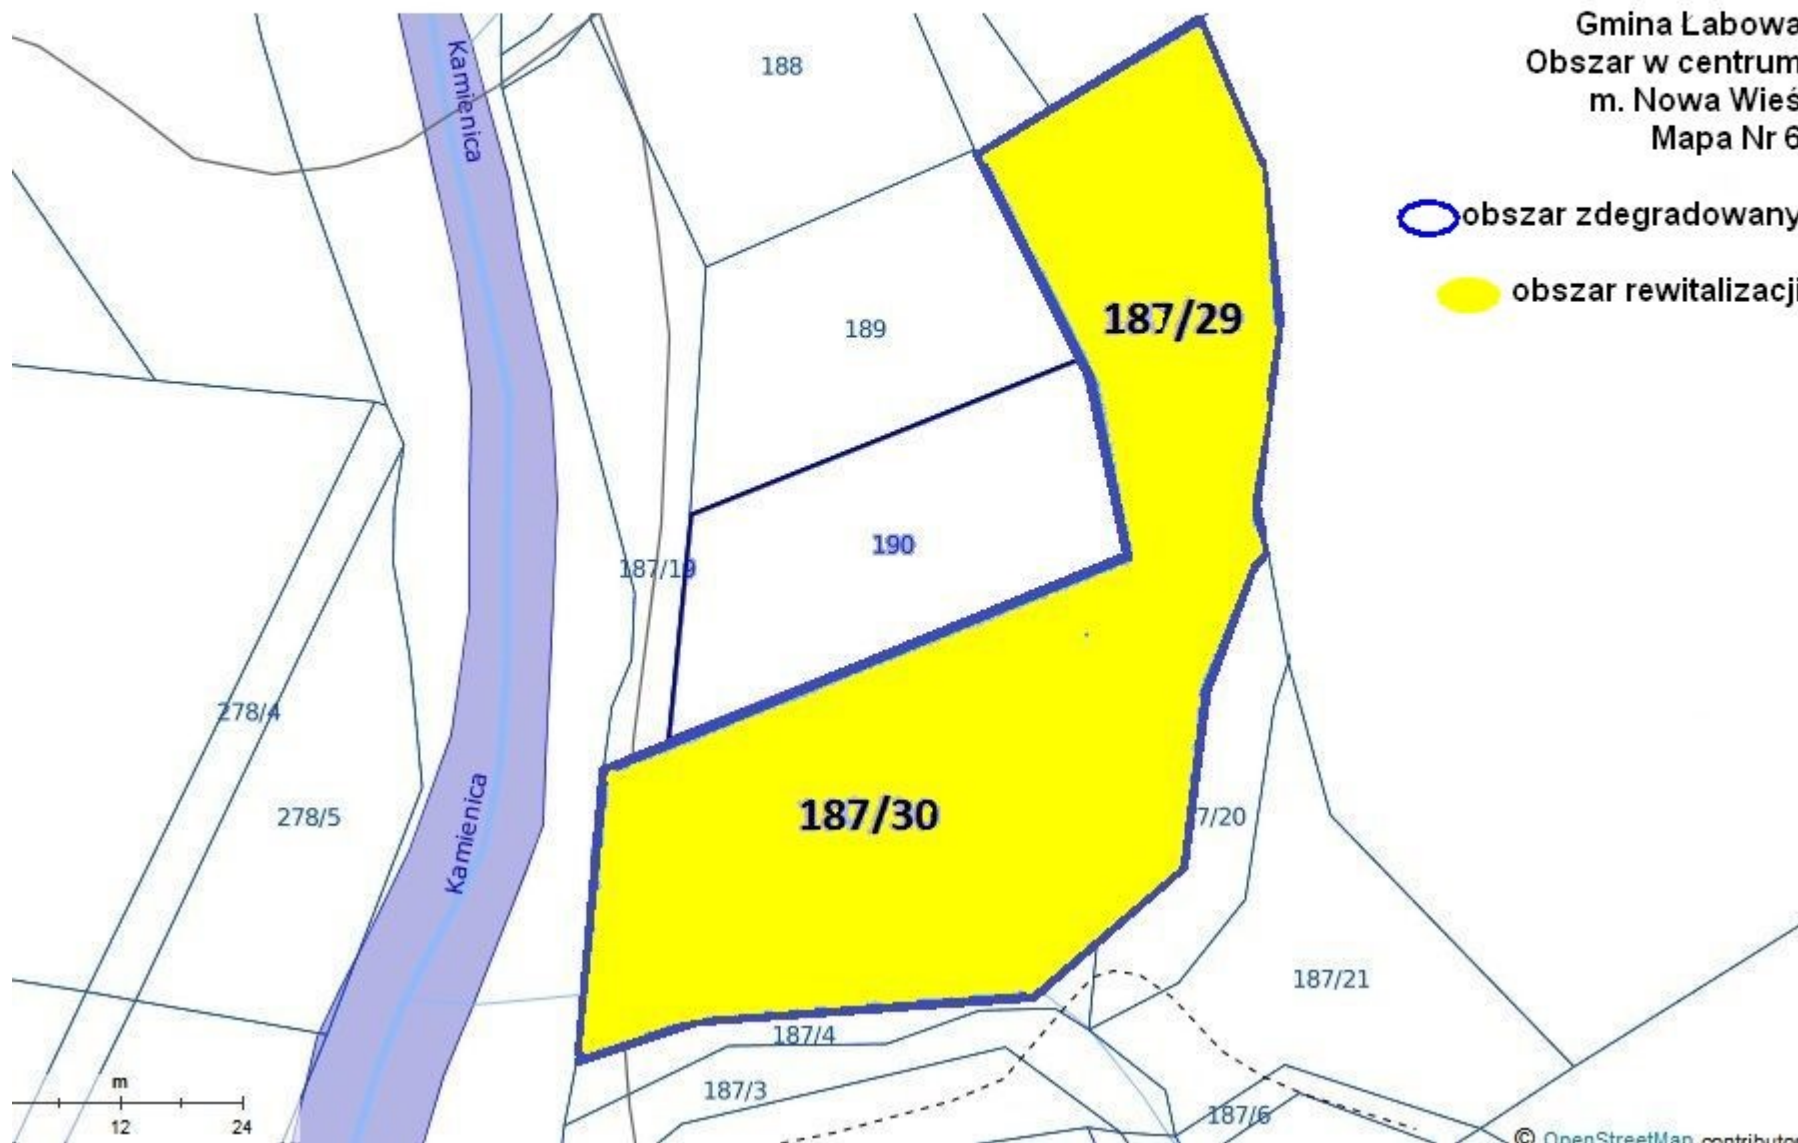 Gmina Łabowa
Obszar w centrum
m. Nowa Wieś
Mapa Nr 6
obszar zdegradowany
obszar rewitalizacji
Kamienica
188
189
187/29
190
187/19
278/4
278/5
Kamienica
187/30
7/20
187/21
187/4
187/3
187/6
m
12
24
© OpenStreetMap contributor